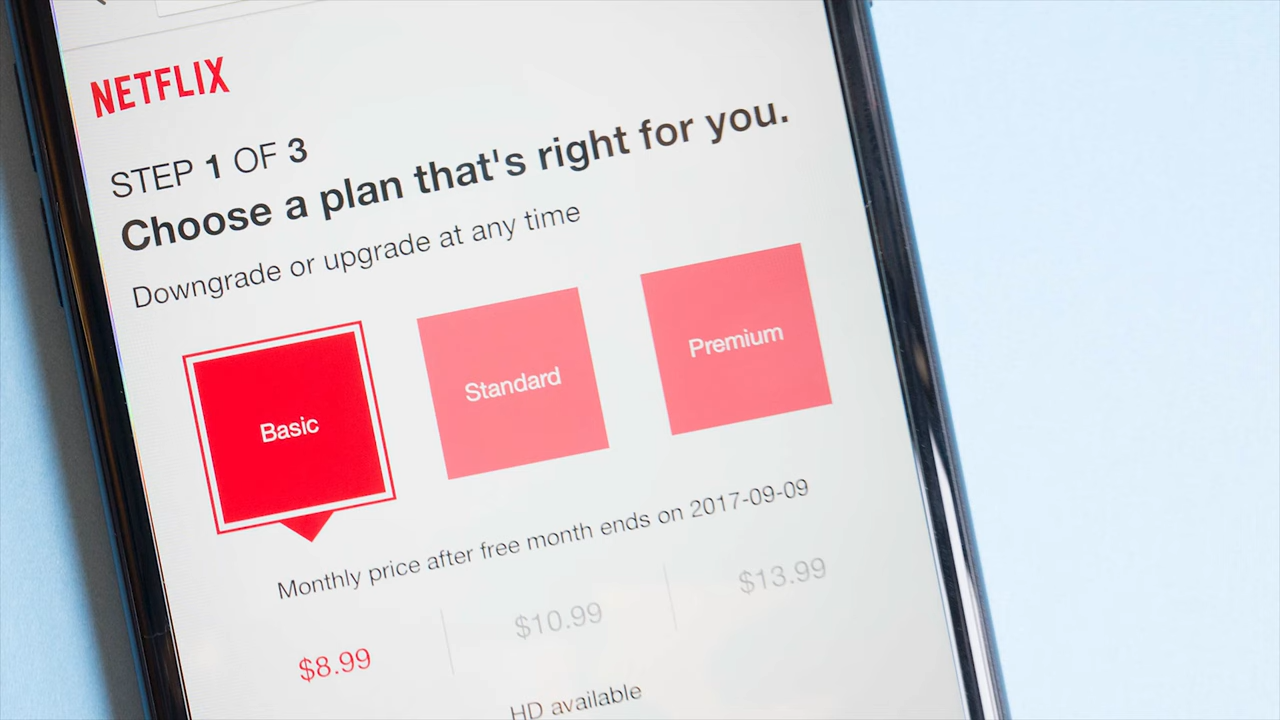 NETFLIX
STEP 1 OF 3
Choose a plan that's right for you.
Downgrade or upgrade at any time
Basic
Standard
Premium
Monthly price after free month ends on 2017-09-09
$8.99
$10.99
$13.99
HD available